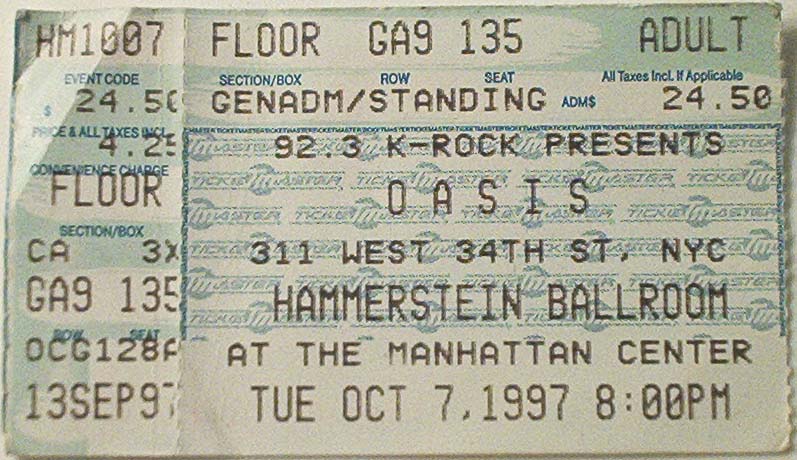 HM1007 FLOOR GA9 135 ADULT
EVENT CODE SECTION/BOX ROW SEAT All Taxes Incl. If Applicable
$ 24.50 GENADM/STANDING ADM$ 24.50
PRICE & ALL TAXES INCL.
4.25 92.3 K-ROCK PRESENTS
CONVENIENCE CHARGE
FLOOR OASIS
SECTION/BOX
CA 3X 311 WEST 34TH ST, NYC
GA9 135 HAMMERSTEIN BALLROOM
ROW SEAT
OCG128A AT THE MANHATTAN CENTER
13SEP97 TUE OCT 7,1997 8:00PM